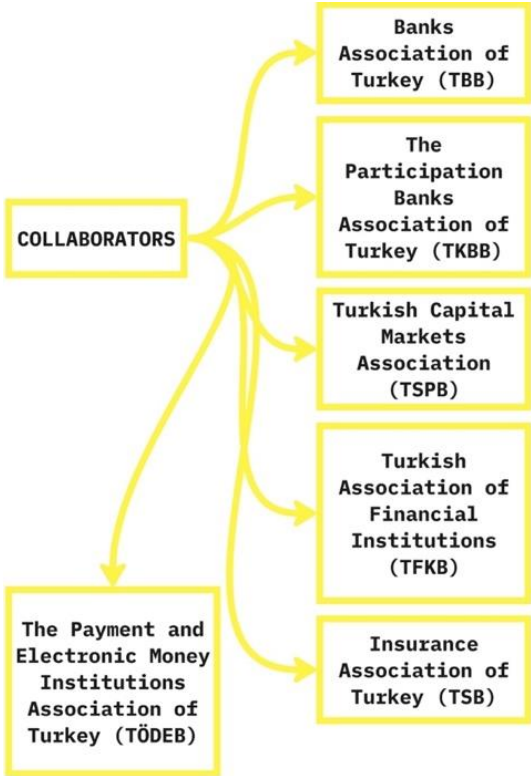 Banks
Association of
Turkey (TBB)
The
Participation
Banks
Association of
Turkey (TKBB)
COLLABORATORS
Turkish Capital
Markets
Association
(TSPB)
Turkish
Association of
Financial
Institutions
(TFKB)
The Payment and
Electronic Money
Institutions
Association of
Turkey (TÖDEB)
Insurance
Association of
Turkey (TSB)